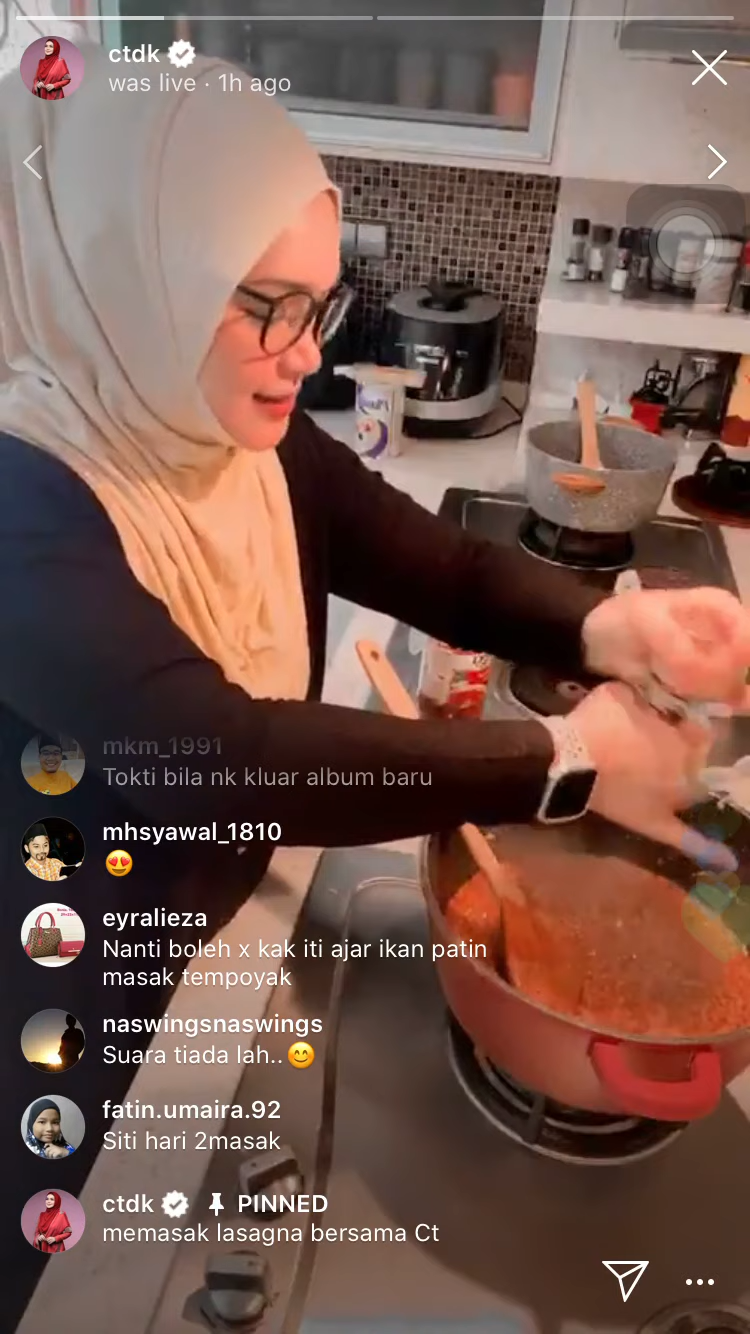 ctdk
was live · 1h ago
mkm_1991
Tokti bila nk kluar album baru
mhsyawal_1810
😍
eyralieza
Nanti boleh x kak iti ajar ikan patin
masak tempoyak
naswingsnaswings
Suara tiada lah..😊
fatin.umaira.92
Siti hari 2masak
ctdk PINNED
memasak lasagna bersama Ct